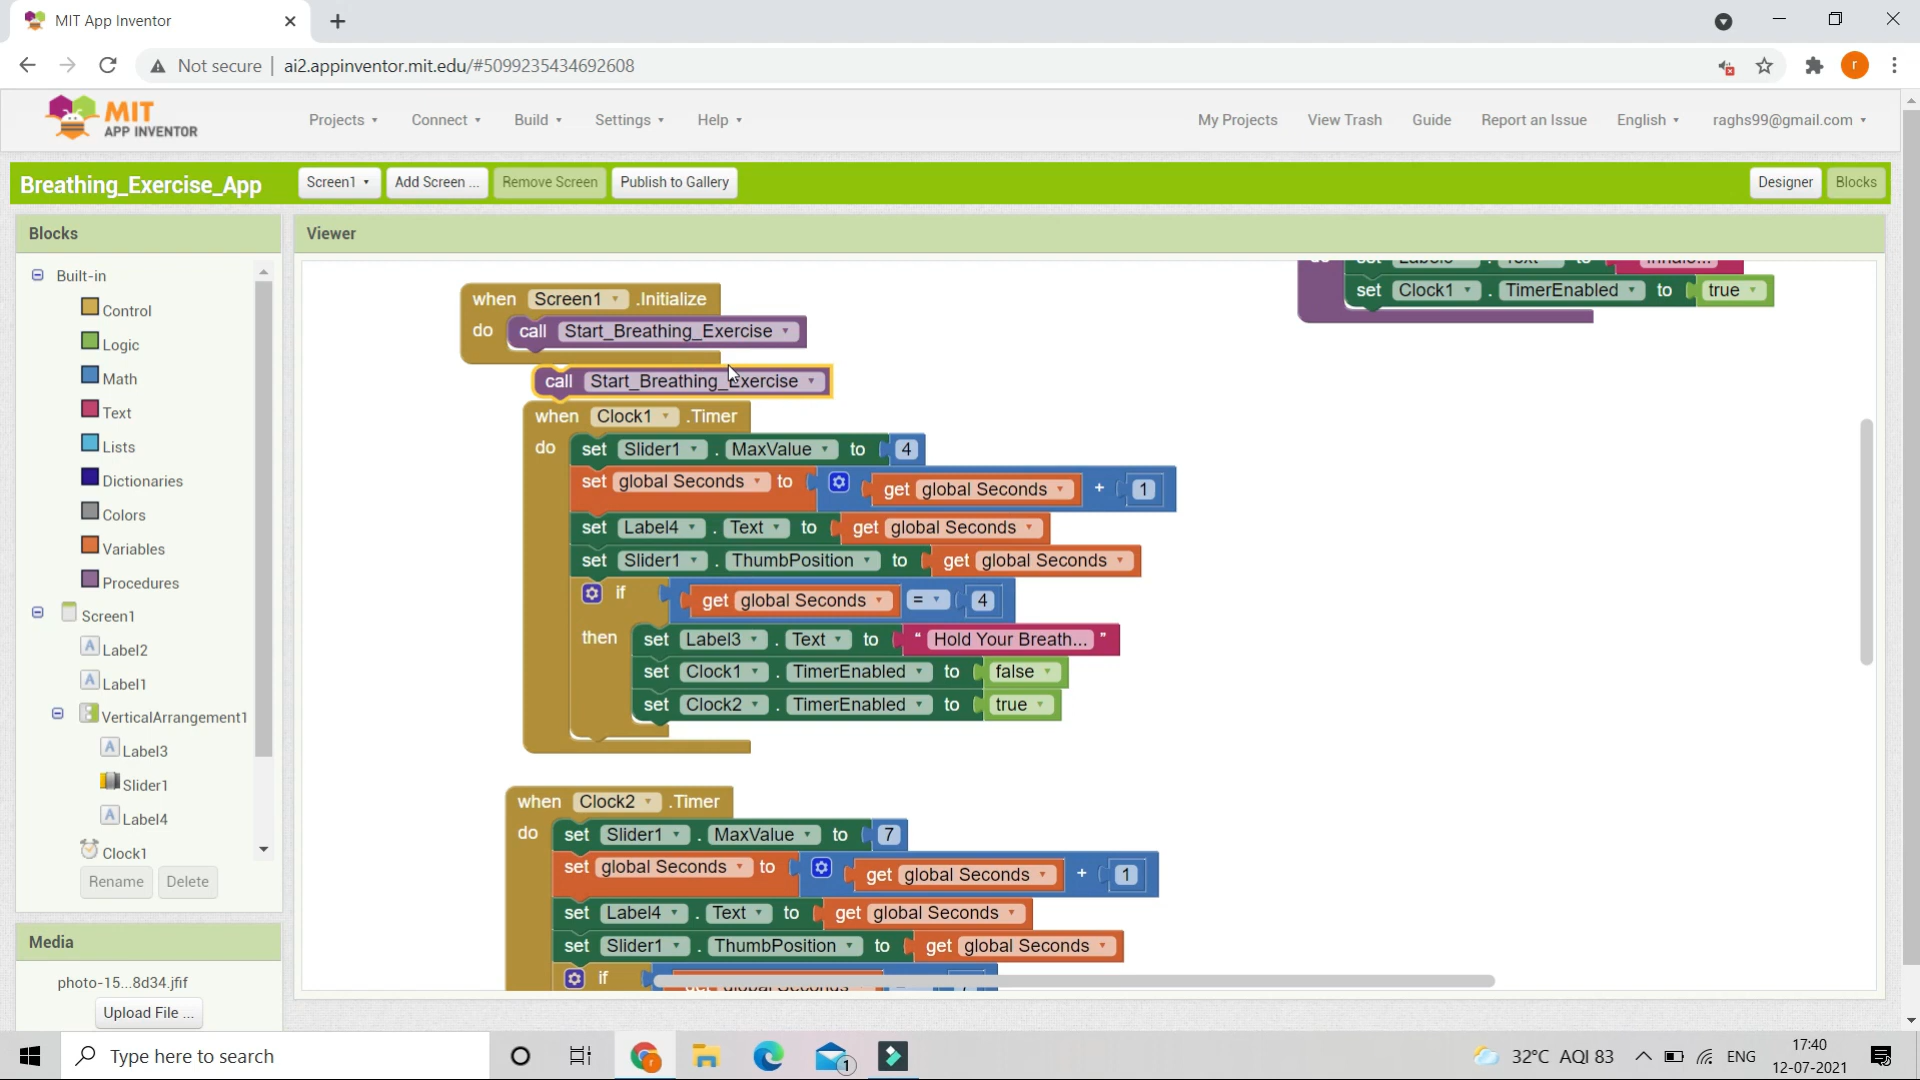 MIT App Inventor
Not secure | ai2.appinventor.mit.edu/#5099235434692608
r
MIT
APP INVENTOR
Projects Connect Build Settings Help My Projects View Trash Guide Report an Issue English raghs99@gmail.com
Breathing_Exercise_App Screen1 Add Screen ... Remove Screen Publish to Gallery Designer Blocks
Blocks
Built-in
Control
Logic
Math
Text
Lists
Dictionaries
Colors
Variables
Procedures
Screen1
Label2
Label1
VerticalArrangement1
Label3
Slider1
Label4
Clock1
Rename Delete
Media
photo-15...8d34.jfif
Upload File ...
Viewer
set Clock1 . TimerEnabled to true
when Screen1 .Initialize
do call Start_Breathing_Exercise
call Start_Breathing_Exercise
when Clock1 .Timer
do set Slider1 . MaxValue to 4
set global Seconds to get global Seconds + 1
set Label4 . Text to get global Seconds
set Slider1 . ThumbPosition to get global Seconds
if get global Seconds = 4
then set Label3 . Text to “ Hold Your Breath... ”
set Clock1 . TimerEnabled to false
set Clock2 . TimerEnabled to true
when Clock2 .Timer
do set Slider1 . MaxValue to 7
set global Seconds to get global Seconds + 1
set Label4 . Text to get global Seconds
set Slider1 . ThumbPosition to get global Seconds
if
Type here to search
1
32°C AQI 83
ENG
17:40
12-07-2021